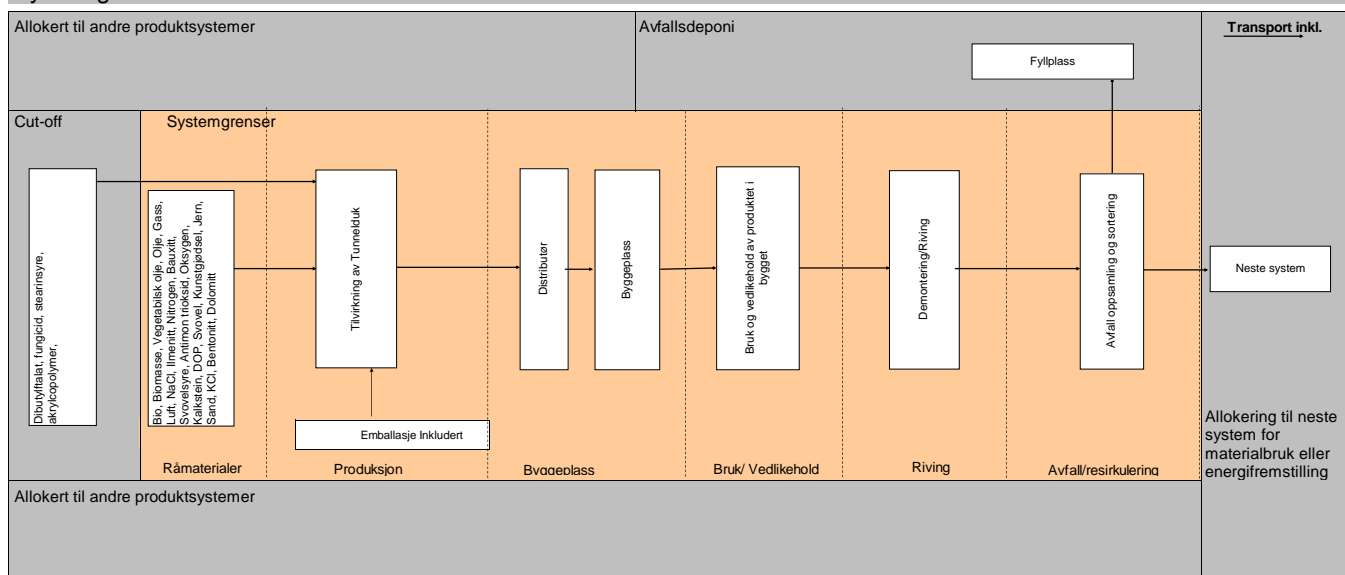 Allokert til andre produktsystemer
Avfallsdeponi
Transport inkl.
Fyllplass
Cut-off
Systemgrenser
Dibutylftalat, fungicid, stearinsyre,
akrylcopolymer,
Bio, Biomasse, Vegetabilsk olje, Olje, Gass,
Luft, NaCl, Ilmenitt, Nitrogen, Bauxitt,
Svovelsyre, Antimon trioksid, Oksygen,
Kalkstein, DOP, Svovel, Kunstgjødsel, Jern,
Sand, KCl, Bentonitt, Dolomitt
Tilvirkning av Tunnelduk
Distributør
Byggeplass
Bruk og vedlikehold av produktet i
bygget
Demontering/Riving
Avfall oppsamling og sortering
Neste system
Emballasje Inkludert
Råmaterialer
Produksjon
Byggeplass
Bruk/ Vedlikehold
Riving
Avfall/resirkulering
Allokering til neste
system for
materialbruk eller
energifremstilling
Allokert til andre produktsystemer